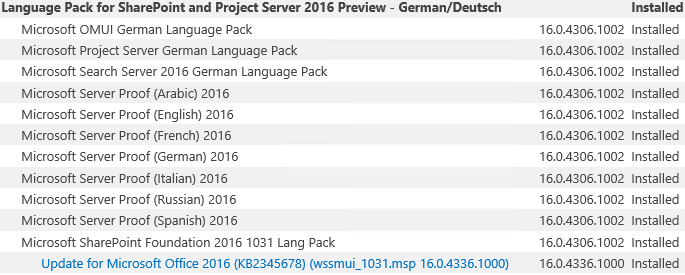 Language Pack for SharePoint and Project Server 2016 Preview - German/Deutsch Installed
Microsoft OMUI German Language Pack 16.0.4306.1002 Installed
Microsoft Project Server German Language Pack 16.0.4306.1002 Installed
Microsoft Search Server 2016 German Language Pack 16.0.4306.1002 Installed
Microsoft Server Proof (Arabic) 2016 16.0.4306.1002 Installed
Microsoft Server Proof (English) 2016 16.0.4306.1002 Installed
Microsoft Server Proof (French) 2016 16.0.4306.1002 Installed
Microsoft Server Proof (German) 2016 16.0.4306.1002 Installed
Microsoft Server Proof (Italian) 2016 16.0.4306.1002 Installed
Microsoft Server Proof (Russian) 2016 16.0.4306.1002 Installed
Microsoft Server Proof (Spanish) 2016 16.0.4306.1002 Installed
Microsoft SharePoint Foundation 2016 1031 Lang Pack 16.0.4306.1002 Installed
Update for Microsoft Office 2016 (KB2345678) (wssmui_1031.msp 16.0.4336.1000) 16.0.4336.1000 Installed